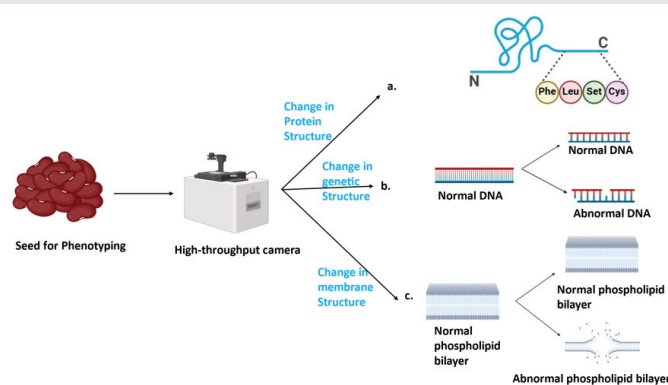 C
N
Phe Leu Set Cys
a.
Change in
Protein
Structure
Normal DNA
Change in
genetic
Structure
b.
Normal DNA
Abnormal DNA
Seed for Phenotyping
High-throughput camera
Change in
membrane
Structure
c.
Normal
phospholipid
bilayer
Normal phospholipid
bilayer
Abnormal phospholipid bilayer